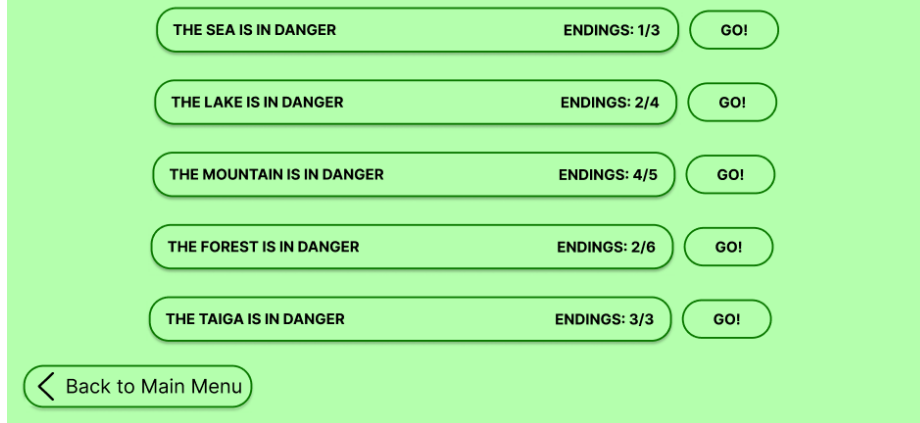 THE SEA IS IN DANGER ENDINGS: 1/3 GO!
THE LAKE IS IN DANGER ENDINGS: 2/4 GO!
THE MOUNTAIN IS IN DANGER ENDINGS: 4/5 GO!
THE FOREST IS IN DANGER ENDINGS: 2/6 GO!
THE TAIGA IS IN DANGER ENDINGS: 3/3 GO!
Back to Main Menu